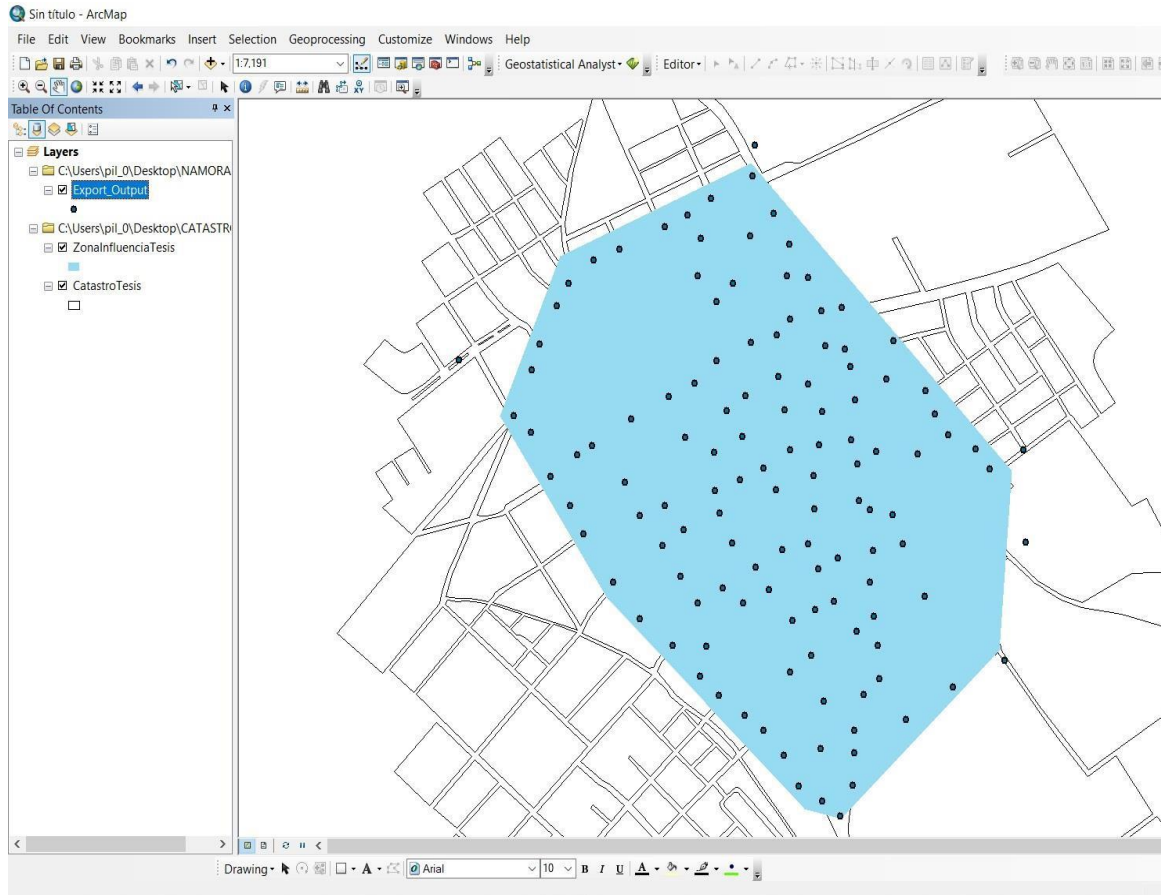 Sin título - ArcMap
File Edit View Bookmarks Insert Selection Geoprocessing Customize Windows Help
1:7,191 Geostatistical Analyst Editor
Table Of Contents
Layers
C:\Users\pil_0\Desktop\NAMORA
Export_Output
C:\Users\pil_0\Desktop\CATASTR
ZonaInfluenciaTesis
CatastroTesis
Drawing A Arial 10 B I U A